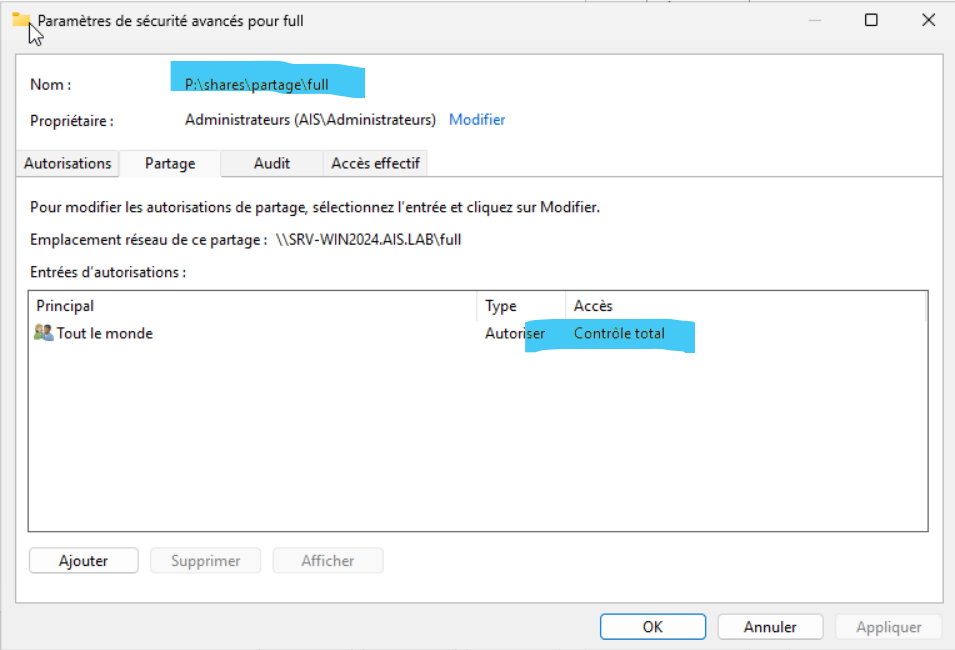 Paramètres de sécurité avancés pour full
Nom : P:\shares\partage\full
Propriétaire : Administrateurs (AIS\Administrateurs) Modifier
Autorisations Partage Audit Accès effectif
Pour modifier les autorisations de partage, sélectionnez l'entrée et cliquez sur Modifier.
Emplacement réseau de ce partage : \\SRV-WIN2024.AIS.LAB\full
Entrées d'autorisations :
Principal Type Accès
Tout le monde Autoriser Contrôle total
Ajouter Supprimer Afficher
OK Annuler Appliquer